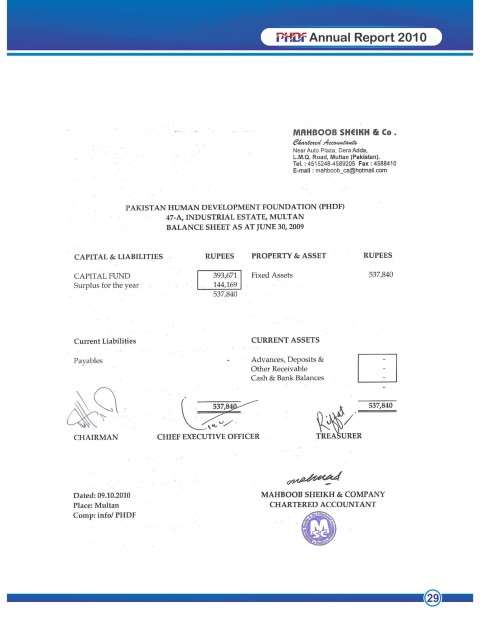 PHDF Annual Report 2010
MAHBOOB SHEIKH & Co .
Chartered Accountants
Near Auto Plaza, Dera Adda,
L.M.Q. Road, Multan (Pakistan).
Tel. : 4515248-4589205 Fax : 4588410
E-mail : mahboob_ca@hotmail.com
PAKISTAN HUMAN DEVELOPMENT FOUNDATION (PHDF)
47-A, INDUSTRIAL ESTATE, MULTAN
BALANCE SHEET AS AT JUNE 30, 2009
CAPITAL & LIABILITIES RUPEES PROPERTY & ASSET RUPEES
CAPITAL FUND 393,671 Fixed Assets 537,840
Surplus for the year 144,169
537,840
Current Liabilities CURRENT ASSETS
Payables - Advances, Deposits & -
Other Receivable -
Cash & Bank Balances -
-
537,840 537,840
Riffat
CHAIRMAN CHIEF EXECUTIVE OFFICER TREASURER
Dated: 09.10.2010 MAHBOOB SHEIKH & COMPANY
Place: Multan CHARTERED ACCOUNTANT
Comp: info/ PHDF
29